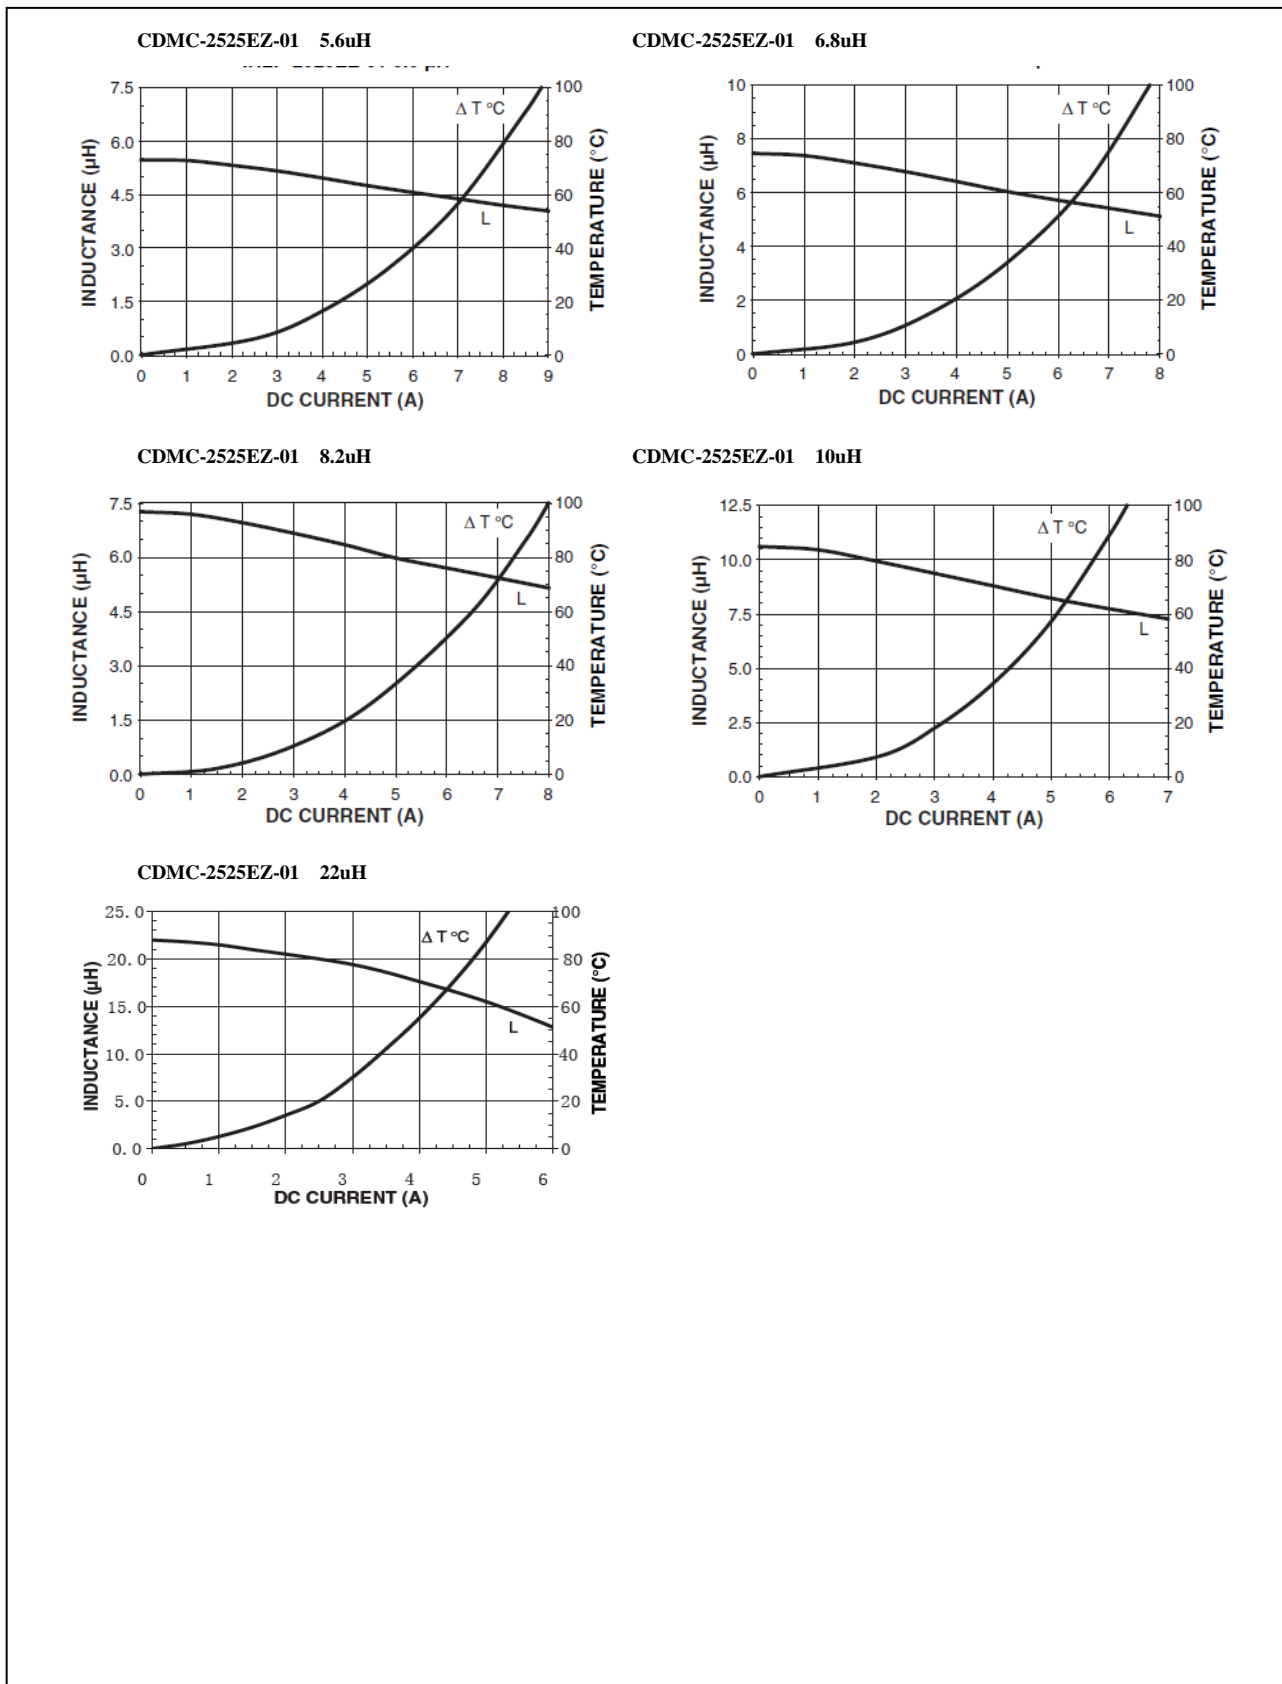 CDMC-2525EZ-01 5.6uH
7.5
6.0
4.5
3.0
1.5
0.0
100
80
60
40
20
0
Δ T °C
L
INDUCTANCE (µH)
TEMPERATURE (°C)
0 1 2 3 4 5 6 7 8 9
DC CURRENT (A)
CDMC-2525EZ-01 6.8uH
10
8
6
4
2
0
100
80
60
40
20
0
Δ T °C
L
INDUCTANCE (µH)
TEMPERATURE (°C)
0 1 2 3 4 5 6 7 8
DC CURRENT (A)
CDMC-2525EZ-01 8.2uH
7.5
6.0
4.5
3.0
1.5
0.0
100
80
60
40
20
0
Δ T °C
L
INDUCTANCE (µH)
TEMPERATURE (°C)
0 1 2 3 4 5 6 7 8
DC CURRENT (A)
CDMC-2525EZ-01 10uH
12.5
10.0
7.5
5.0
2.5
0.0
100
80
60
40
20
0
Δ T °C
L
INDUCTANCE (µH)
TEMPERATURE (°C)
0 1 2 3 4 5 6 7
DC CURRENT (A)
CDMC-2525EZ-01 22uH
25.0
20.0
15.0
10.0
5.0
0.0
100
80
60
40
20
0
Δ T °C
L
INDUCTANCE (µH)
TEMPERATURE (°C)
0 1 2 3 4 5 6
DC CURRENT (A)